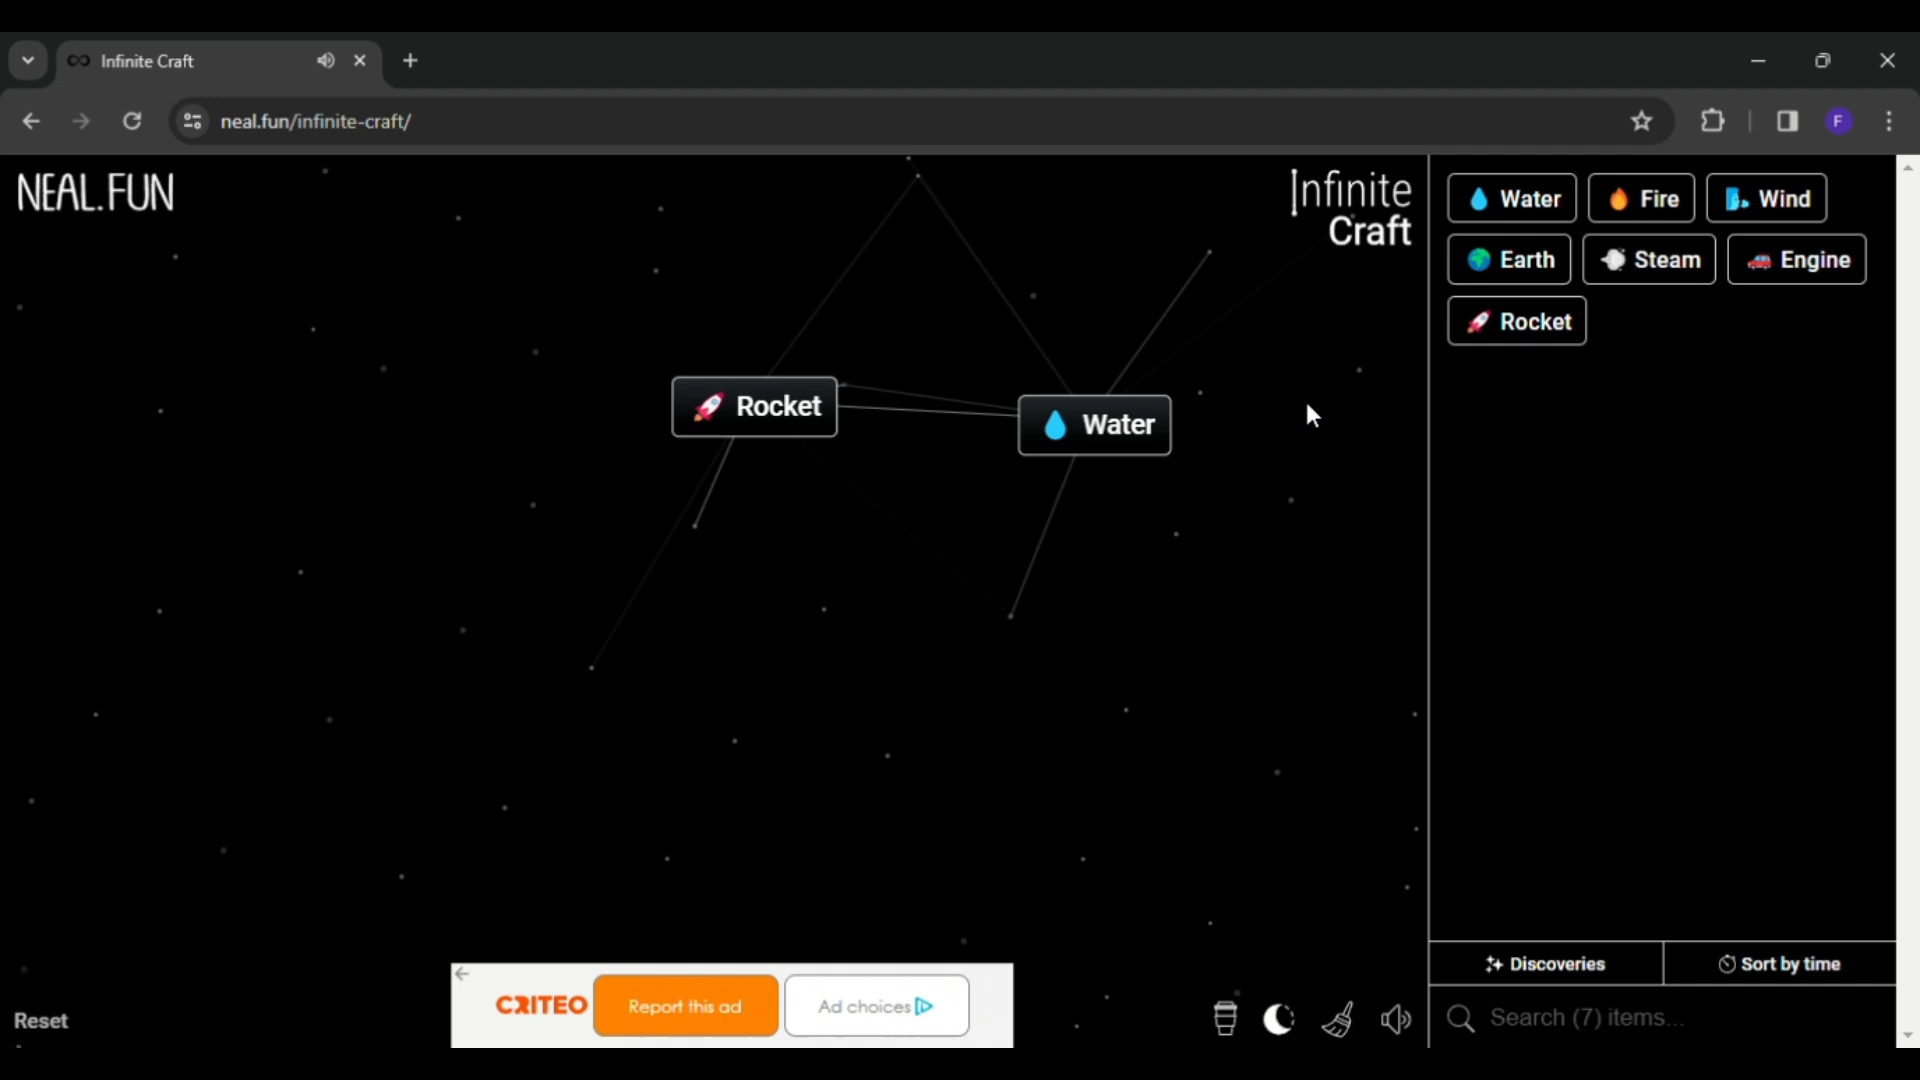 Infinite Craft
neal.fun/infinite-craft/
F
NEAL.FUN
Infinite
Craft
Water
Fire
Wind
Earth
Steam
Engine
Rocket
Rocket
Water
Discoveries
Sort by time
Search (7) items...
Reset
CRITEO
Report this ad
Ad choices